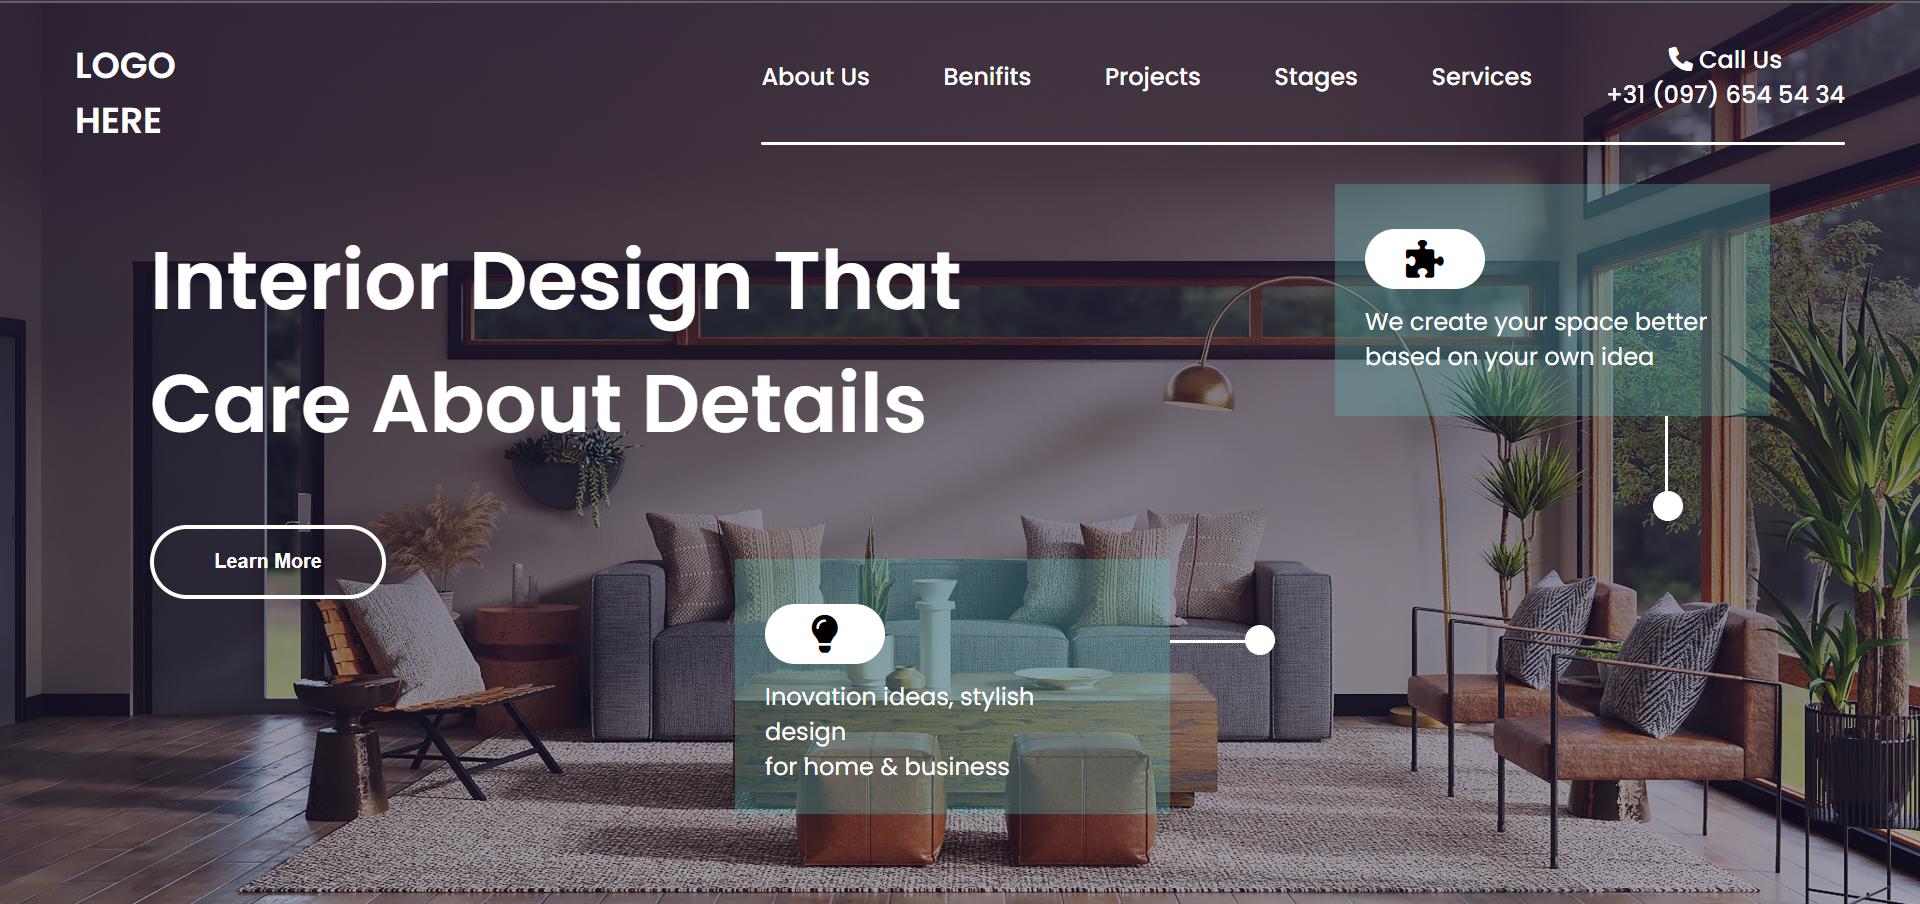 LOGO
HERE
About Us
Benifits
Projects
Stages
Services
Call Us
+31 (097) 654 54 34
Interior Design That
Care About Details
Learn More
We create your space better
based on your own idea
Inovation ideas, stylish
design
for home & business